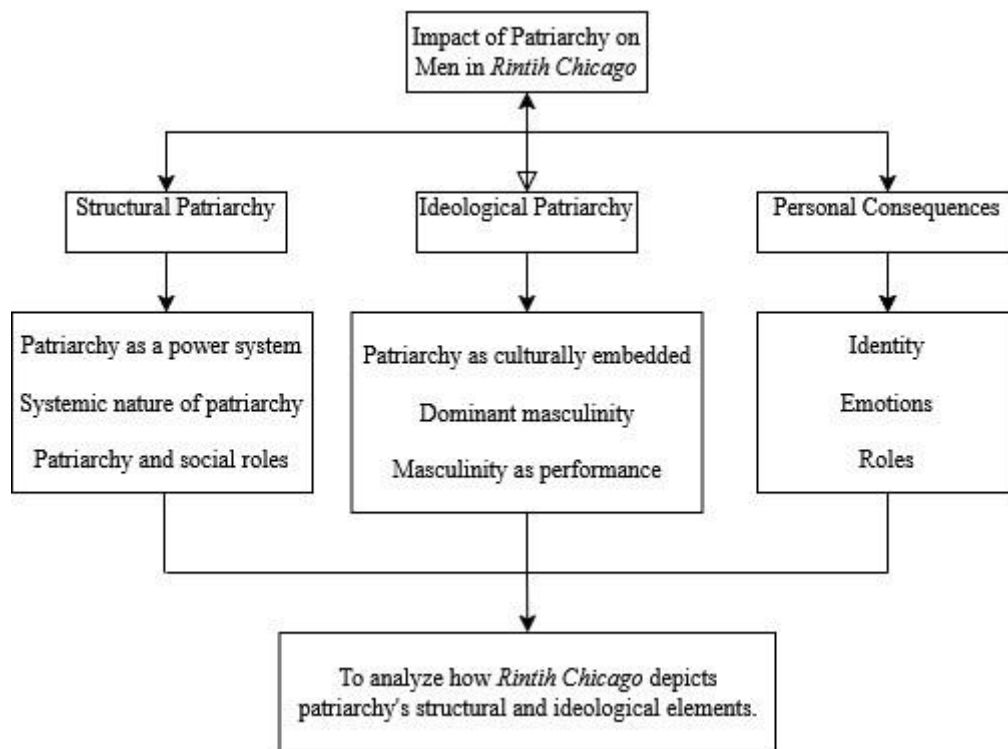 Impact of Patriarchy on
Men in Rintih Chicago
Structural Patriarchy
Ideological Patriarchy
Personal Consequences
Patriarchy as a power system
Systemic nature of patriarchy
Patriarchy and social roles
Patriarchy as culturally embedded
Dominant masculinity
Masculinity as performance
Identity
Emotions
Roles
To analyze how Rintih Chicago depicts
patriarchy's structural and ideological elements.